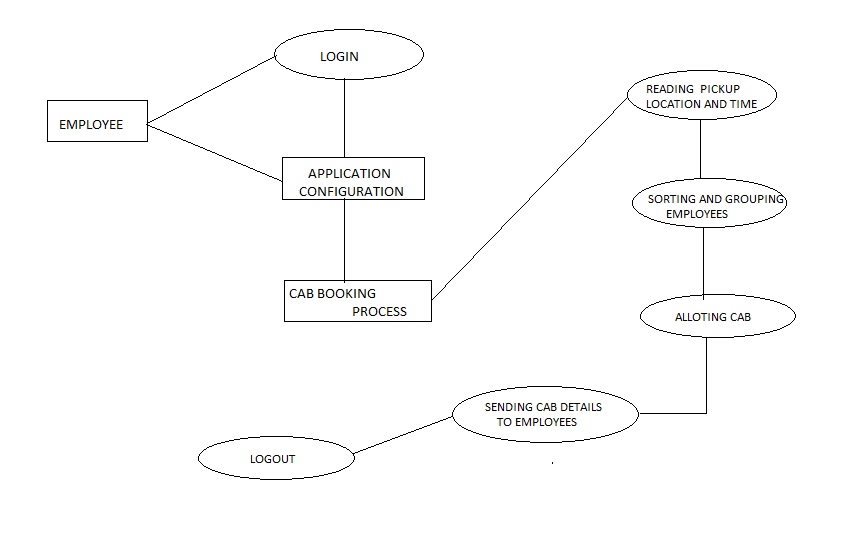 LOGIN
EMPLOYEE
APPLICATION
CONFIGURATION
CAB BOOKING
PROCESS
READING PICKUP
LOCATION AND TIME
SORTING AND GROUPING
EMPLOYEES
ALLOTING CAB
SENDING CAB DETAILS
TO EMPLOYEES
LOGOUT